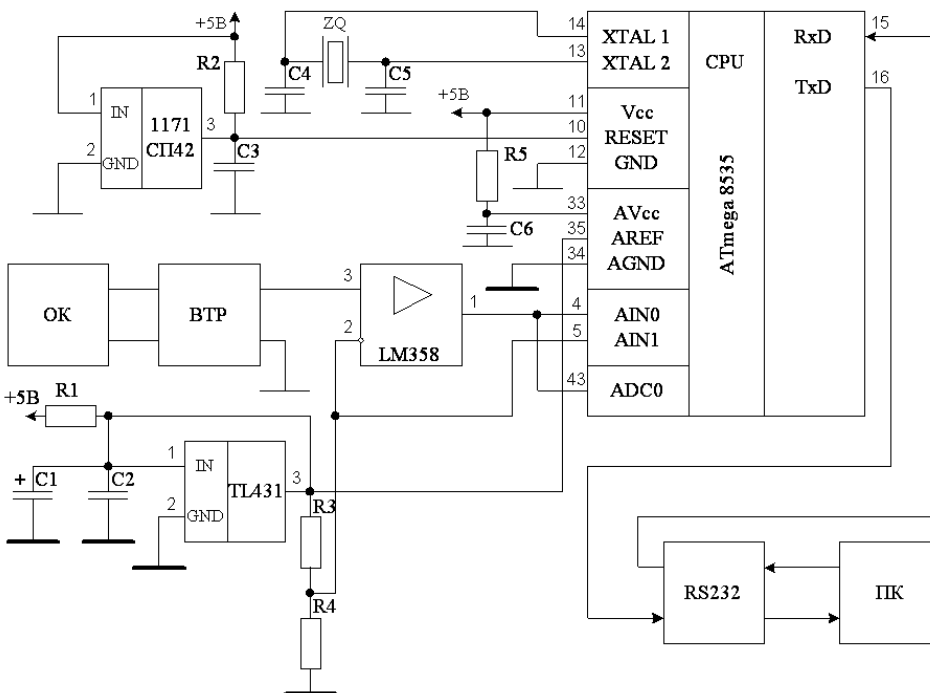 +5В
R2
1
IN
1171
СП42
3
2
GND
C3
C4
ZQ
C5
+5В
R5
C6
14
XTAL 1
13
XTAL 2
11
Vcc
10
RESET
12
GND
33
AVcc
35
AREF
34
AGND
4
AIN0
5
AIN1
43
ADC0
CPU
ATmega 8535
RxD
15
TxD
16
ОК
ВТР
3
2
1
LM358
+5В
R1
+
C1
C2
1
IN
TL431
3
2
GND
R3
R4
RS232
ПК